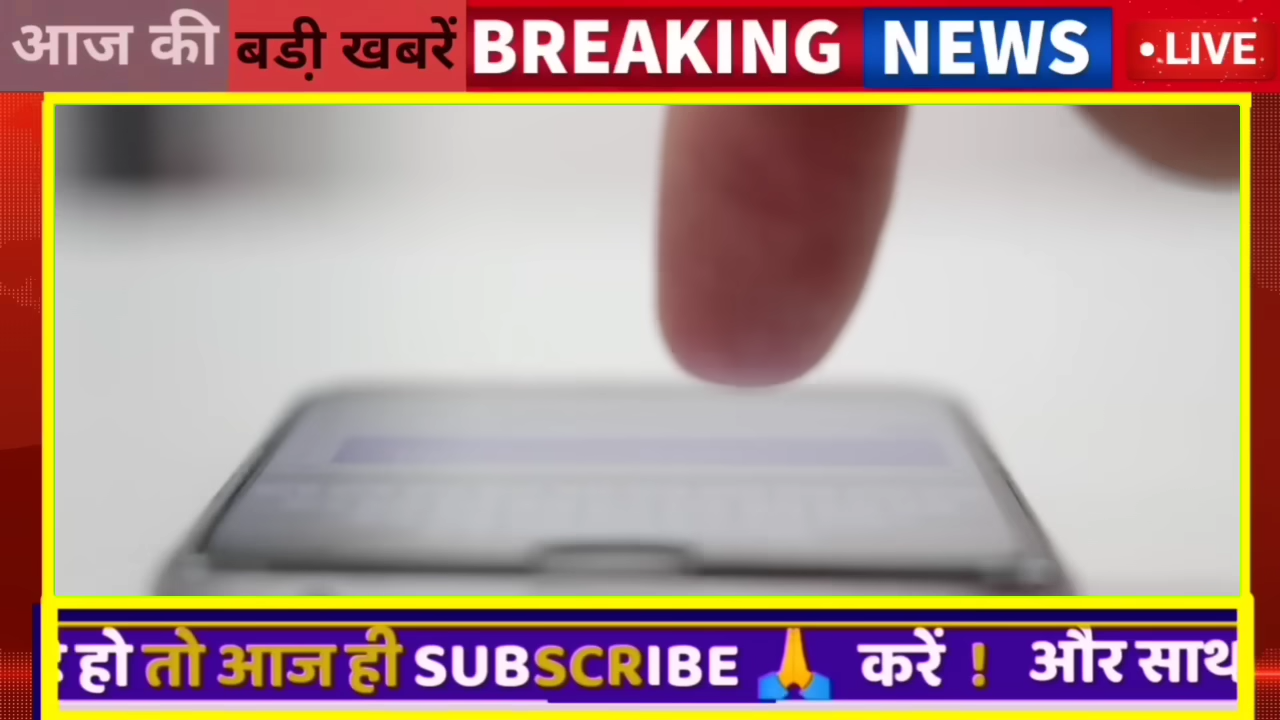 आज की बड़ी खबरें BREAKING NEWS • LIVE
हो तो आज ही SUBSCRIBE 🙏 करें ! और साथ